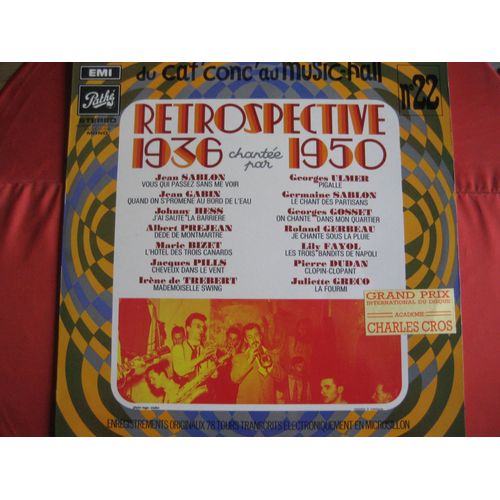 EMI
Pathé
STEREO
MONO
du caf'conc'au music-hall
n°22
RETROSPECTIVE
1936 chantée par 1950
Jean SABLON
VOUS QUI PASSEZ SANS ME VOIR
Jean GABIN
QUAND ON S'PROMENE AU BORD DE L'EAU
Johnny HESS
J'AI SAUTE LA BARRIERE
Albert PREJEAN
DEDE DE MONTMARTRE
Marie BIZET
L'HOTEL DES TROIS CANARDS
Jacques PILLS
CHEVEUX DANS LE VENT
Irène de TREBERT
MADEMOISELLE SWING
Georges ULMER
PIGALLE
Germaine SABLON
LE CHANT DES PARTISANS
Georges GOSSET
ON CHANTE DANS MON QUARTIER
Roland GERBEAU
JE CHANTE SOUS LA PLUIE
Lily FAYOL
LES TROIS BANDITS DE NAPOLI
Pierre DUDAN
CLOPIN-CLOPANT
Juliette GRECO
LA FOURMI
GRAND PRIX
INTERNATIONAL DU DISQUE
ACADEMIE
CHARLES CROS
ENREGISTREMENTS ORIGINAUX 78 TOURS TRANSCRITS ELECTRONIQUEMENT EN MICROSILLON